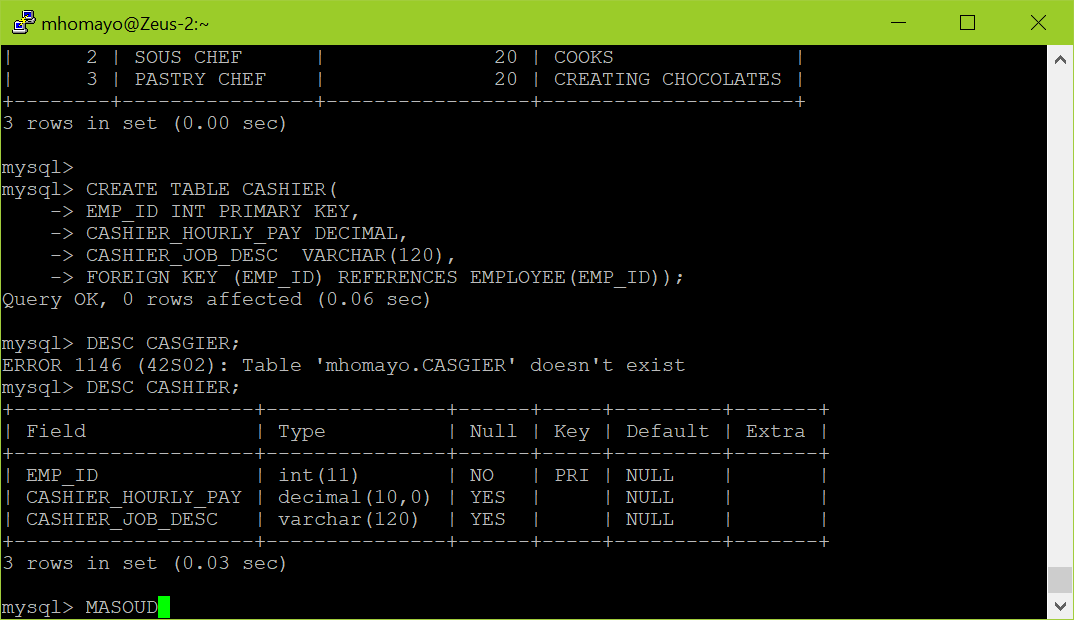 mhomayo@Zeus-2:~
|      2 | SOUS CHEF      |              20 | COOKS               |
|      3 | PASTRY CHEF    |              20 | CREATING CHOCOLATES |
+--------+----------------+-----------------+---------------------+
3 rows in set (0.00 sec)
mysql>
mysql> CREATE TABLE CASHIER(
    -> EMP_ID INT PRIMARY KEY,
    -> CASHIER_HOURLY_PAY DECIMAL,
    -> CASHIER_JOB_DESC  VARCHAR(120),
    -> FOREIGN KEY (EMP_ID) REFERENCES EMPLOYEE(EMP_ID));
Query OK, 0 rows affected (0.06 sec)
mysql> DESC CASGIER;
ERROR 1146 (42S02): Table 'mhomayo.CASGIER' doesn't exist
mysql> DESC CASHIER;
+--------------------+---------------+------+-----+---------+-------+
| Field              | Type          | Null | Key | Default | Extra |
+--------------------+---------------+------+-----+---------+-------+
| EMP_ID             | int(11)       | NO   | PRI | NULL    |       |
| CASHIER_HOURLY_PAY | decimal(10,0) | YES  |     | NULL    |       |
| CASHIER_JOB_DESC   | varchar(120)  | YES  |     | NULL    |       |
+--------------------+---------------+------+-----+---------+-------+
3 rows in set (0.03 sec)
mysql> MASOUD